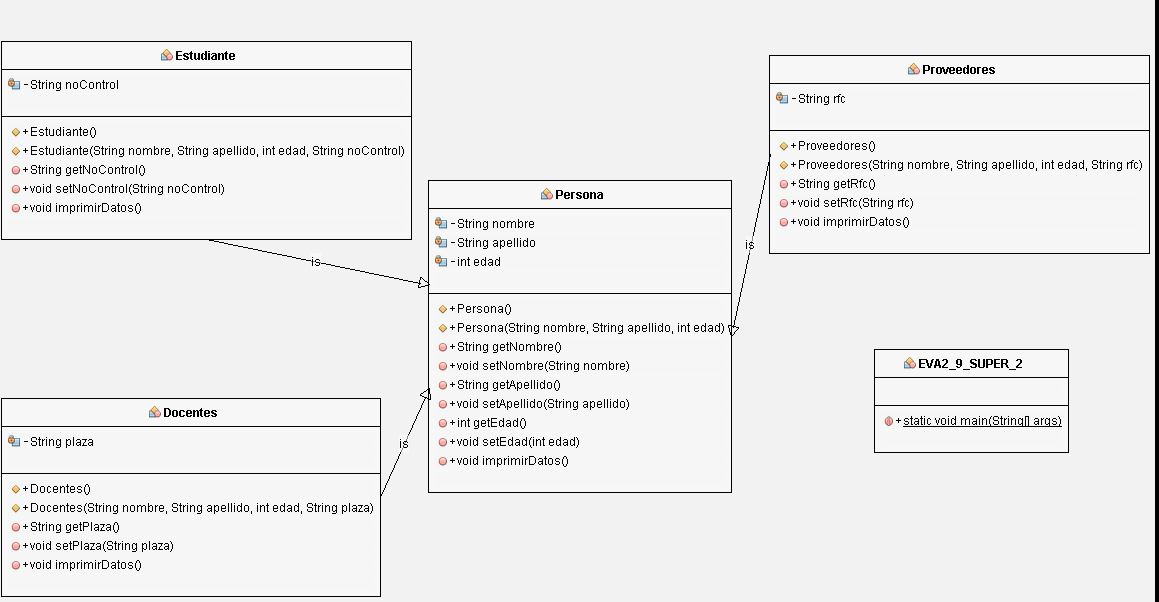 Estudiante
-String noControl
+Estudiante()
+Estudiante(String nombre, String apellido, int edad, String noControl)
+String getNoControl()
+void setNoControl(String noControl)
+void imprimirDatos()
is
Docentes
-String plaza
+Docentes()
+Docentes(String nombre, String apellido, int edad, String plaza)
+String getPlaza()
+void setPlaza(String plaza)
+void imprimirDatos()
is
Persona
-String nombre
-String apellido
-int edad
+Persona()
+Persona(String nombre, String apellido, int edad)
+String getNombre()
+void setNombre(String nombre)
+String getApellido()
+void setApellido(String apellido)
+int getEdad()
+void setEdad(int edad)
+void imprimirDatos()
is
Proveedores
-String rfc
+Proveedores()
+Proveedores(String nombre, String apellido, int edad, String rfc)
+String getRfc()
+void setRfc(String rfc)
+void imprimirDatos()
EVA2_9_SUPER_2
+static void main(String[] args)